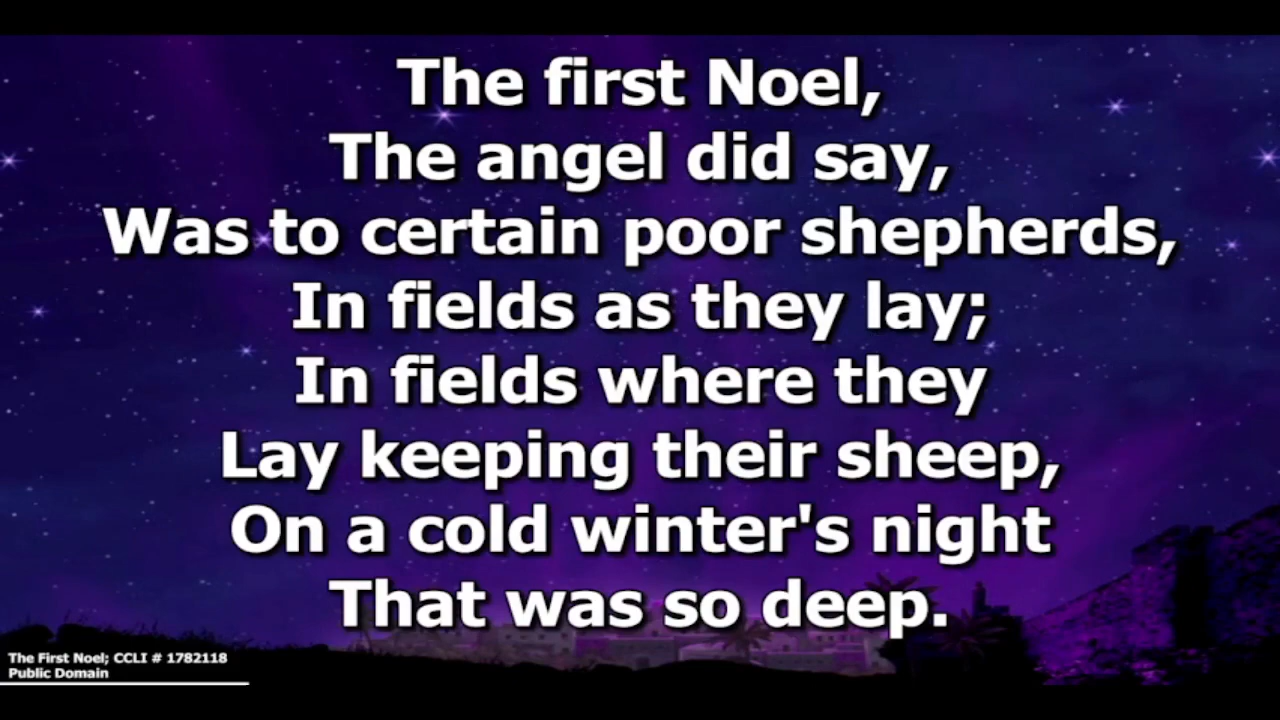 The first Noel,
The angel did say,
Was to certain poor shepherds,
In fields as they lay;
In fields where they
Lay keeping their sheep,
On a cold winter's night
That was so deep.
The First Noel; CCLI # 1782118
Public Domain